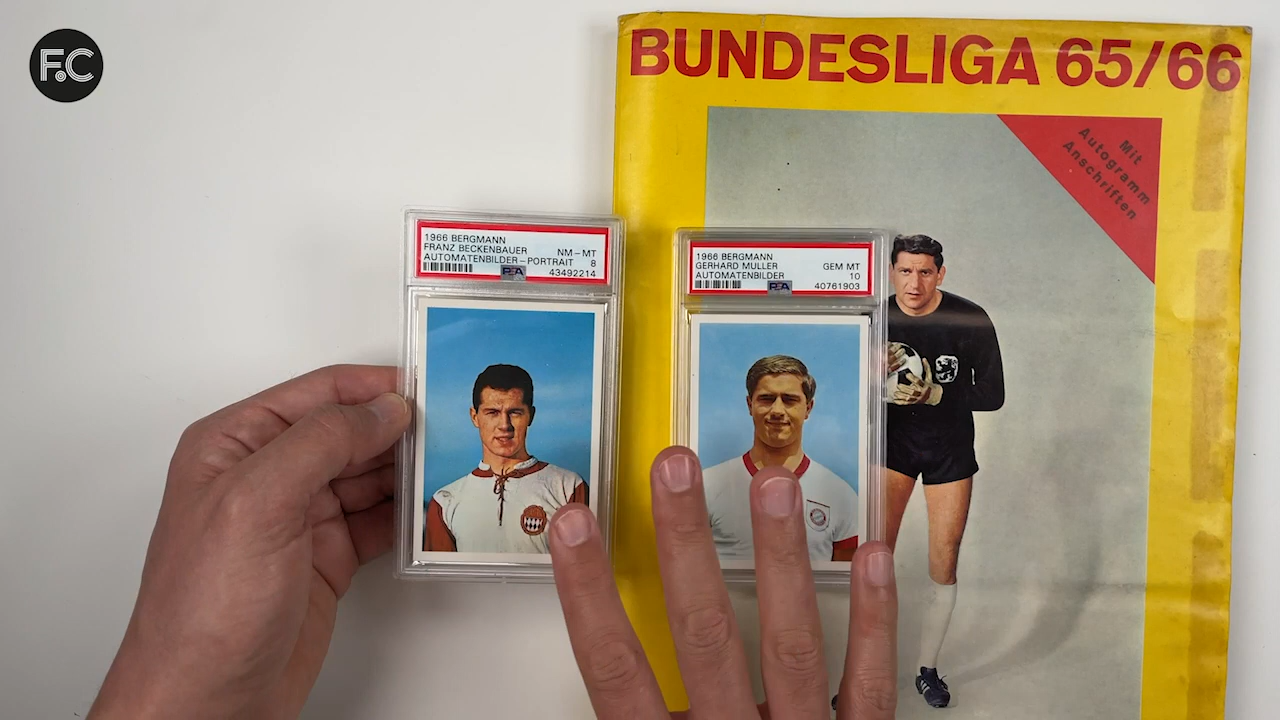 F.C
BUNDESLIGA 65/66
Mit
Autogramm
Anschriften
1966 BERGMANN
FRANZ BECKENBAUER NM-MT
AUTOMATENBILDER-PORTRAIT 8
PSA 43492214
1966 BERGMANN
GERHARD MULLER GEM MT
AUTOMATENBILDER 10
PSA 40761903